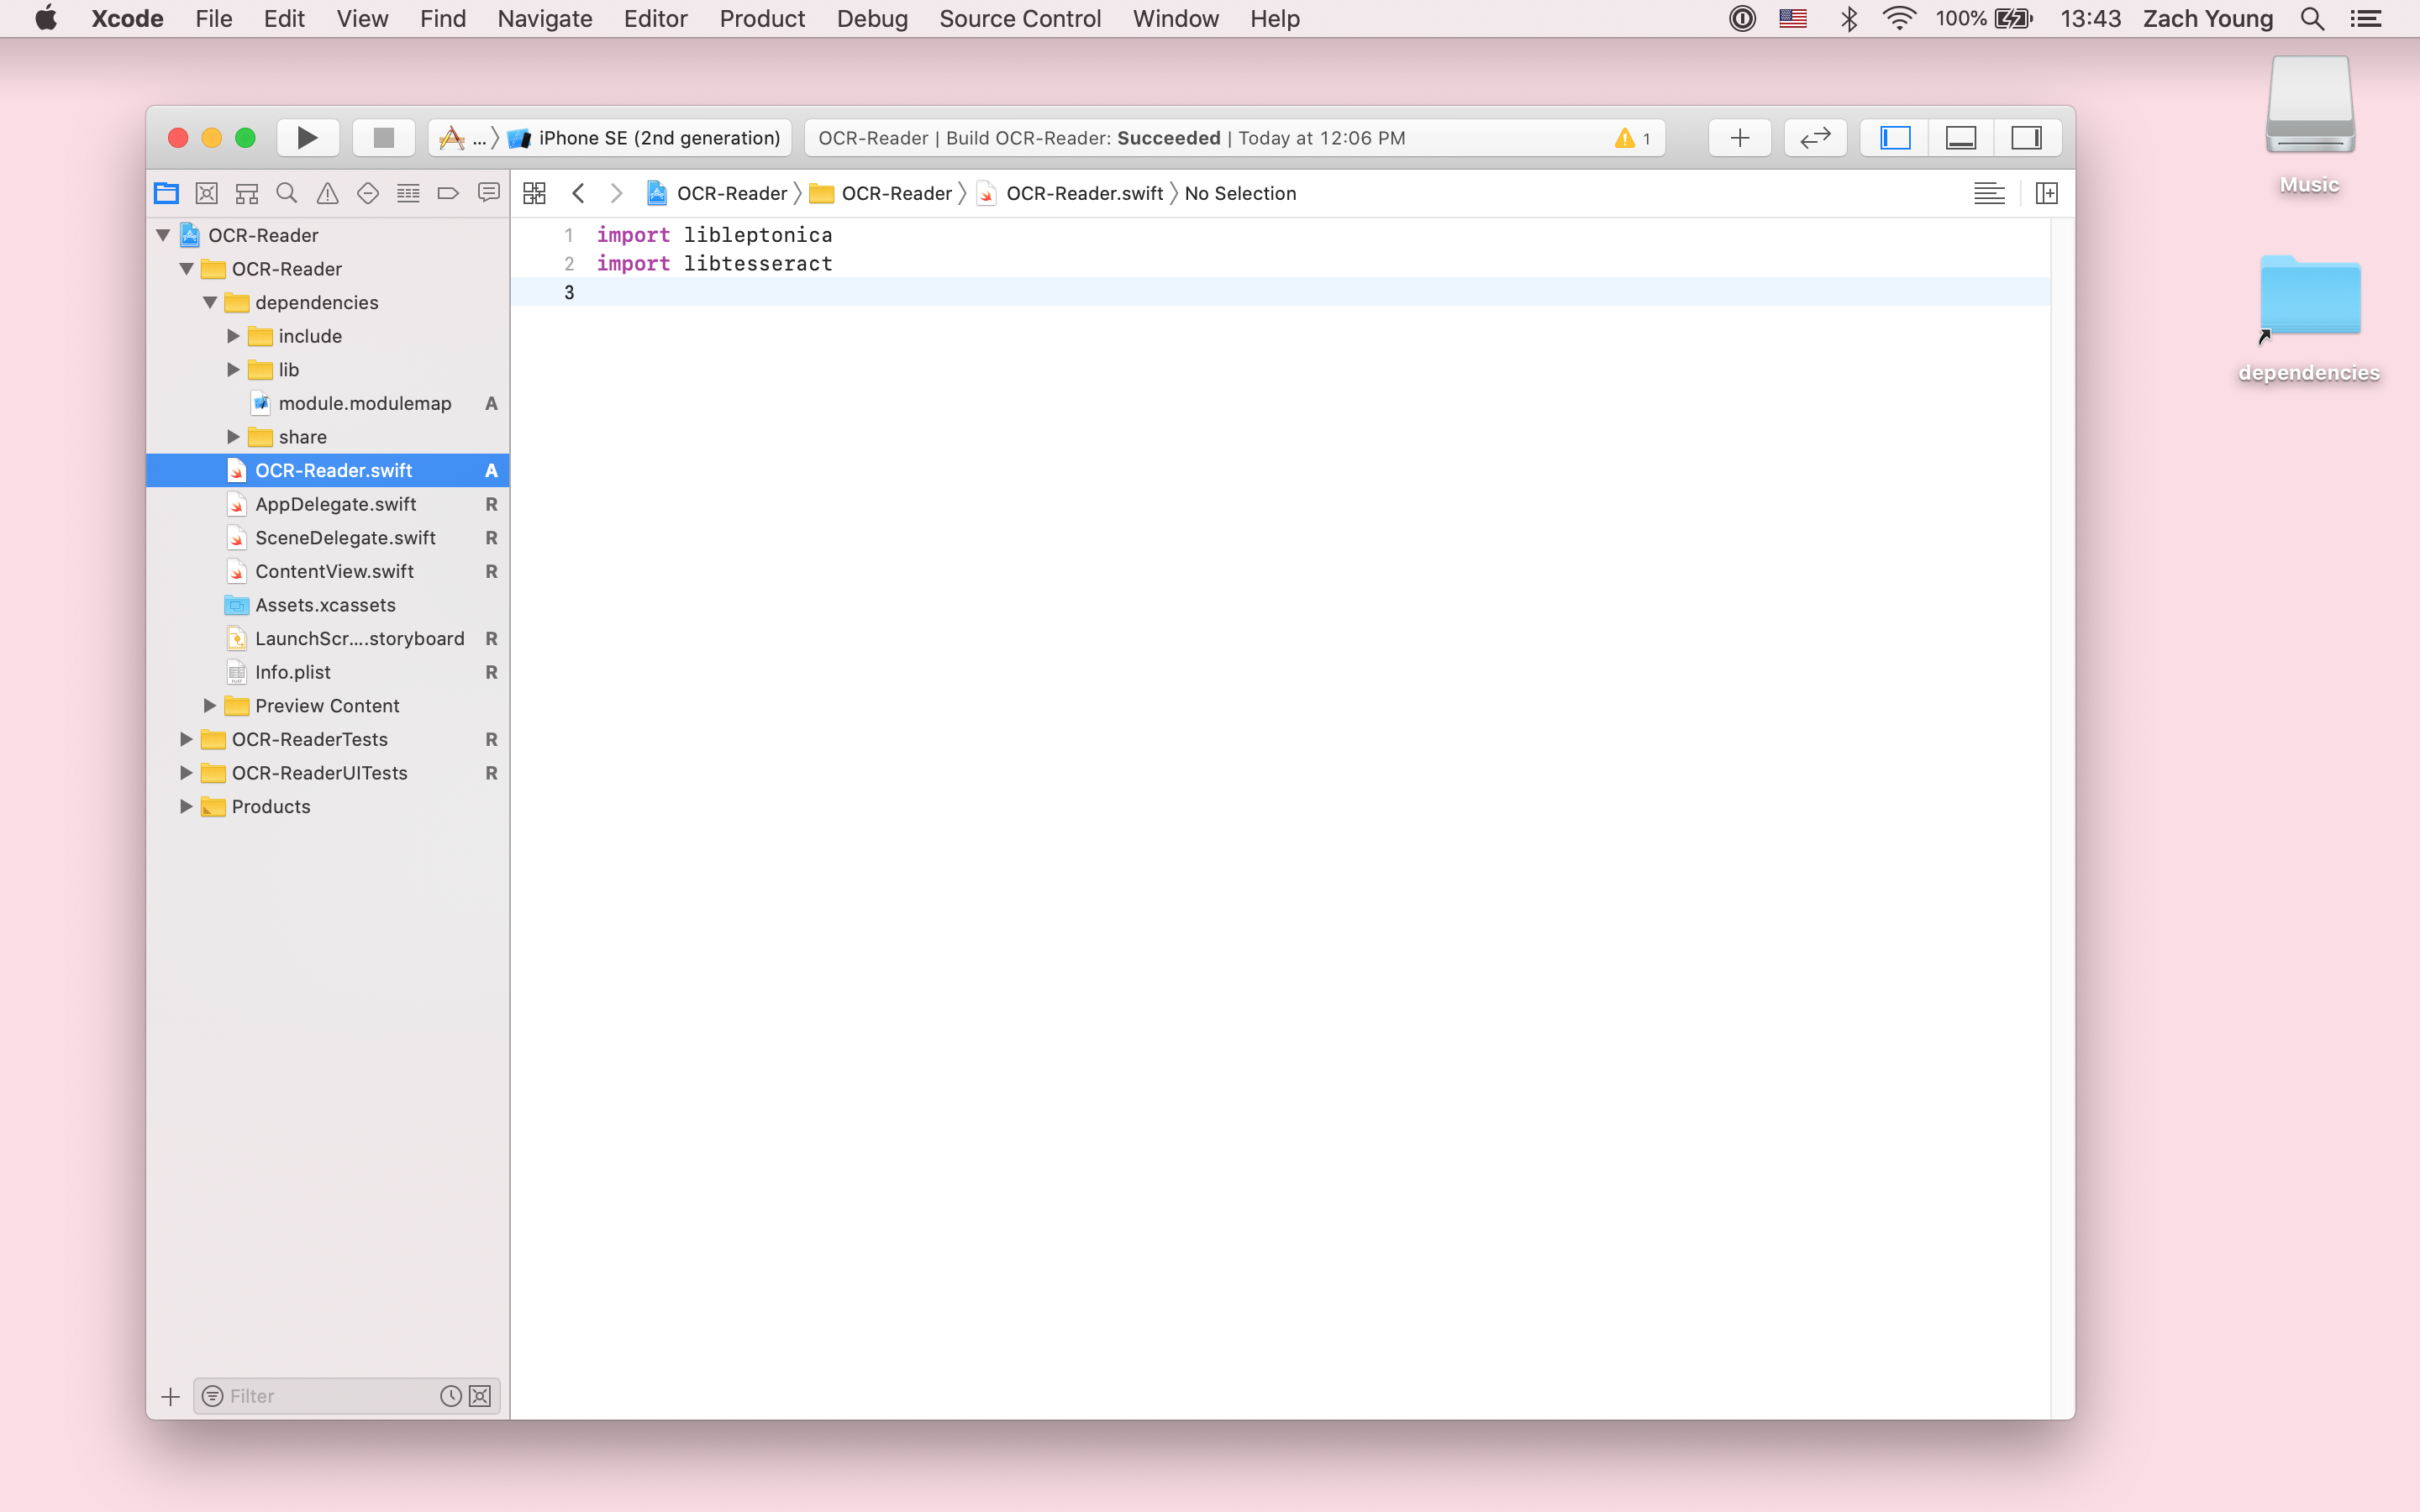 Xcode File Edit View Find Navigate Editor Product Debug Source Control Window Help 100% 13:43 Zach Young
... iPhone SE (2nd generation) OCR-Reader | Build OCR-Reader: Succeeded | Today at 12:06 PM 1
OCR-Reader OCR-Reader OCR-Reader.swift No Selection
OCR-Reader
OCR-Reader
dependencies
include
lib
module.modulemap A
share
OCR-Reader.swift A
AppDelegate.swift R
SceneDelegate.swift R
ContentView.swift R
Assets.xcassets
LaunchScr....storyboard R
Info.plist R
Preview Content
OCR-ReaderTests R
OCR-ReaderUITests R
Products
Filter
1 import libleptonica
2 import libtesseract
3
Music
dependencies